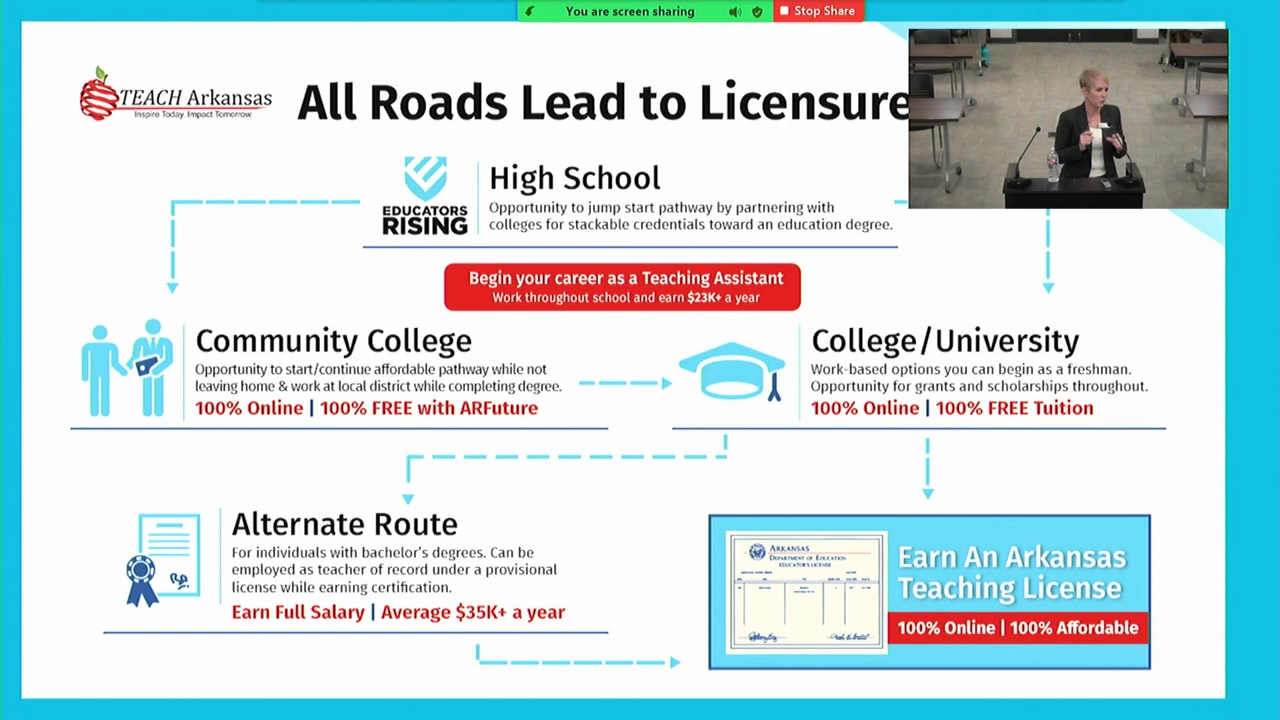 You are screen sharing
Stop Share
TEACH Arkansas
Inspire Today. Impact Tomorrow.
All Roads Lead to Licensure
EDUCATORS
RISING
High School
Opportunity to jump start pathway by partnering with
colleges for stackable credentials toward an education degree.
Begin your career as a Teaching Assistant
Work throughout school and earn $23K+ a year
Community College
Opportunity to start/continue affordable pathway while not
leaving home & work at local district while completing degree.
100% Online | 100% FREE with ARFuture
College/University
Work-based options you can begin as a freshman.
Opportunity for grants and scholarships throughout.
100% Online | 100% FREE Tuition
Alternate Route
For individuals with bachelor's degrees. Can be
employed as teacher of record under a provisional
license while earning certification.
Earn Full Salary | Average $35K+ a year
ARKANSAS
DEPARTMENT OF EDUCATION
EDUCATOR'S LICENSE
Earn An Arkansas
Teaching License
100% Online | 100% Affordable